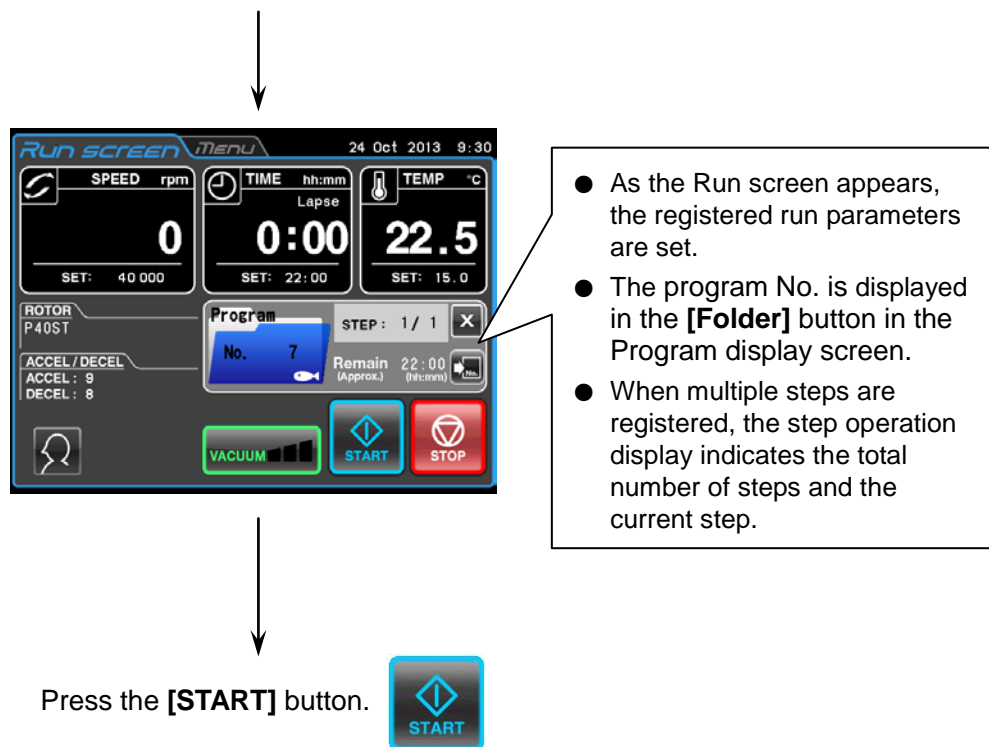 Run screen Menu 24 Oct 2013 9:30
SPEED rpm
0
SET: 40 000
TIME hh:mm
Lapse
0:00
SET: 22:00
TEMP °C
22.5
SET: 15.0
ROTOR
P40ST
ACCEL/DECEL
ACCEL: 9
DECEL: 8
Program
No. 7
STEP: 1/ 1 X
Remain 22:00
(Approx.) (hh:mm) No.
VACUUM
START
STOP
● As the Run screen appears,
the registered run parameters
are set.
● The program No. is displayed
in the [Folder] button in the
Program display screen.
● When multiple steps are
registered, the step operation
display indicates the total
number of steps and the
current step.
Press the [START] button.
START